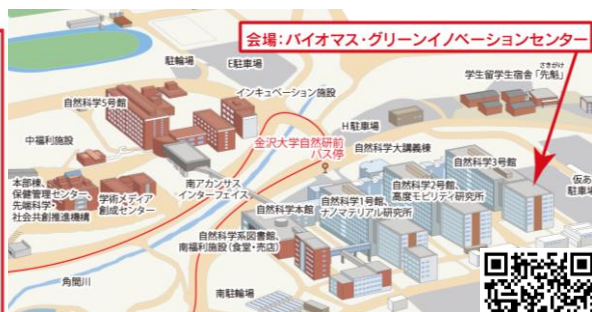 会場：バイオマス・グリーンイノベーションセンター
駐輪場
E駐車場
さきがけ
学生留学生宿舎「先魁」
インキュベーション施設
自然科学5号館
H駐車場
金沢大学自然研前
バス停
自然科学大講義棟
中福利施設
自然科学3号館
本部棟、
保健管理センター、
先端科学・
社会共創推進機構
学術メディア
創成センター
南アカンサス
インターフェイス
自然科学2号館、
高度モビリティ研究所
仮あ
駐車場
自然科学本館
自然科学1号館、
ナノマテリアル研究所
自然科学系図書館、
南福利施設（食堂・売店）
角間川
南駐輪場